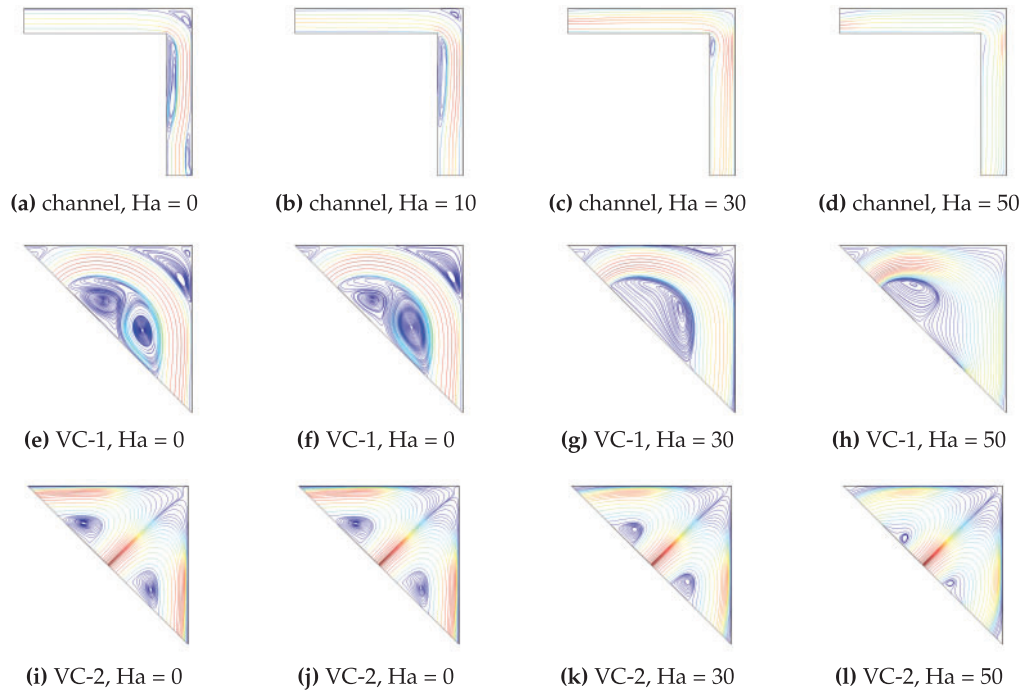 (a) channel, Ha = 0
(b) channel, Ha = 10
(c) channel, Ha = 30
(d) channel, Ha = 50
(e) VC-1, Ha = 0
(f) VC-1, Ha = 0
(g) VC-1, Ha = 30
(h) VC-1, Ha = 50
(i) VC-2, Ha = 0
(j) VC-2, Ha = 0
(k) VC-2, Ha = 30
(l) VC-2, Ha = 50